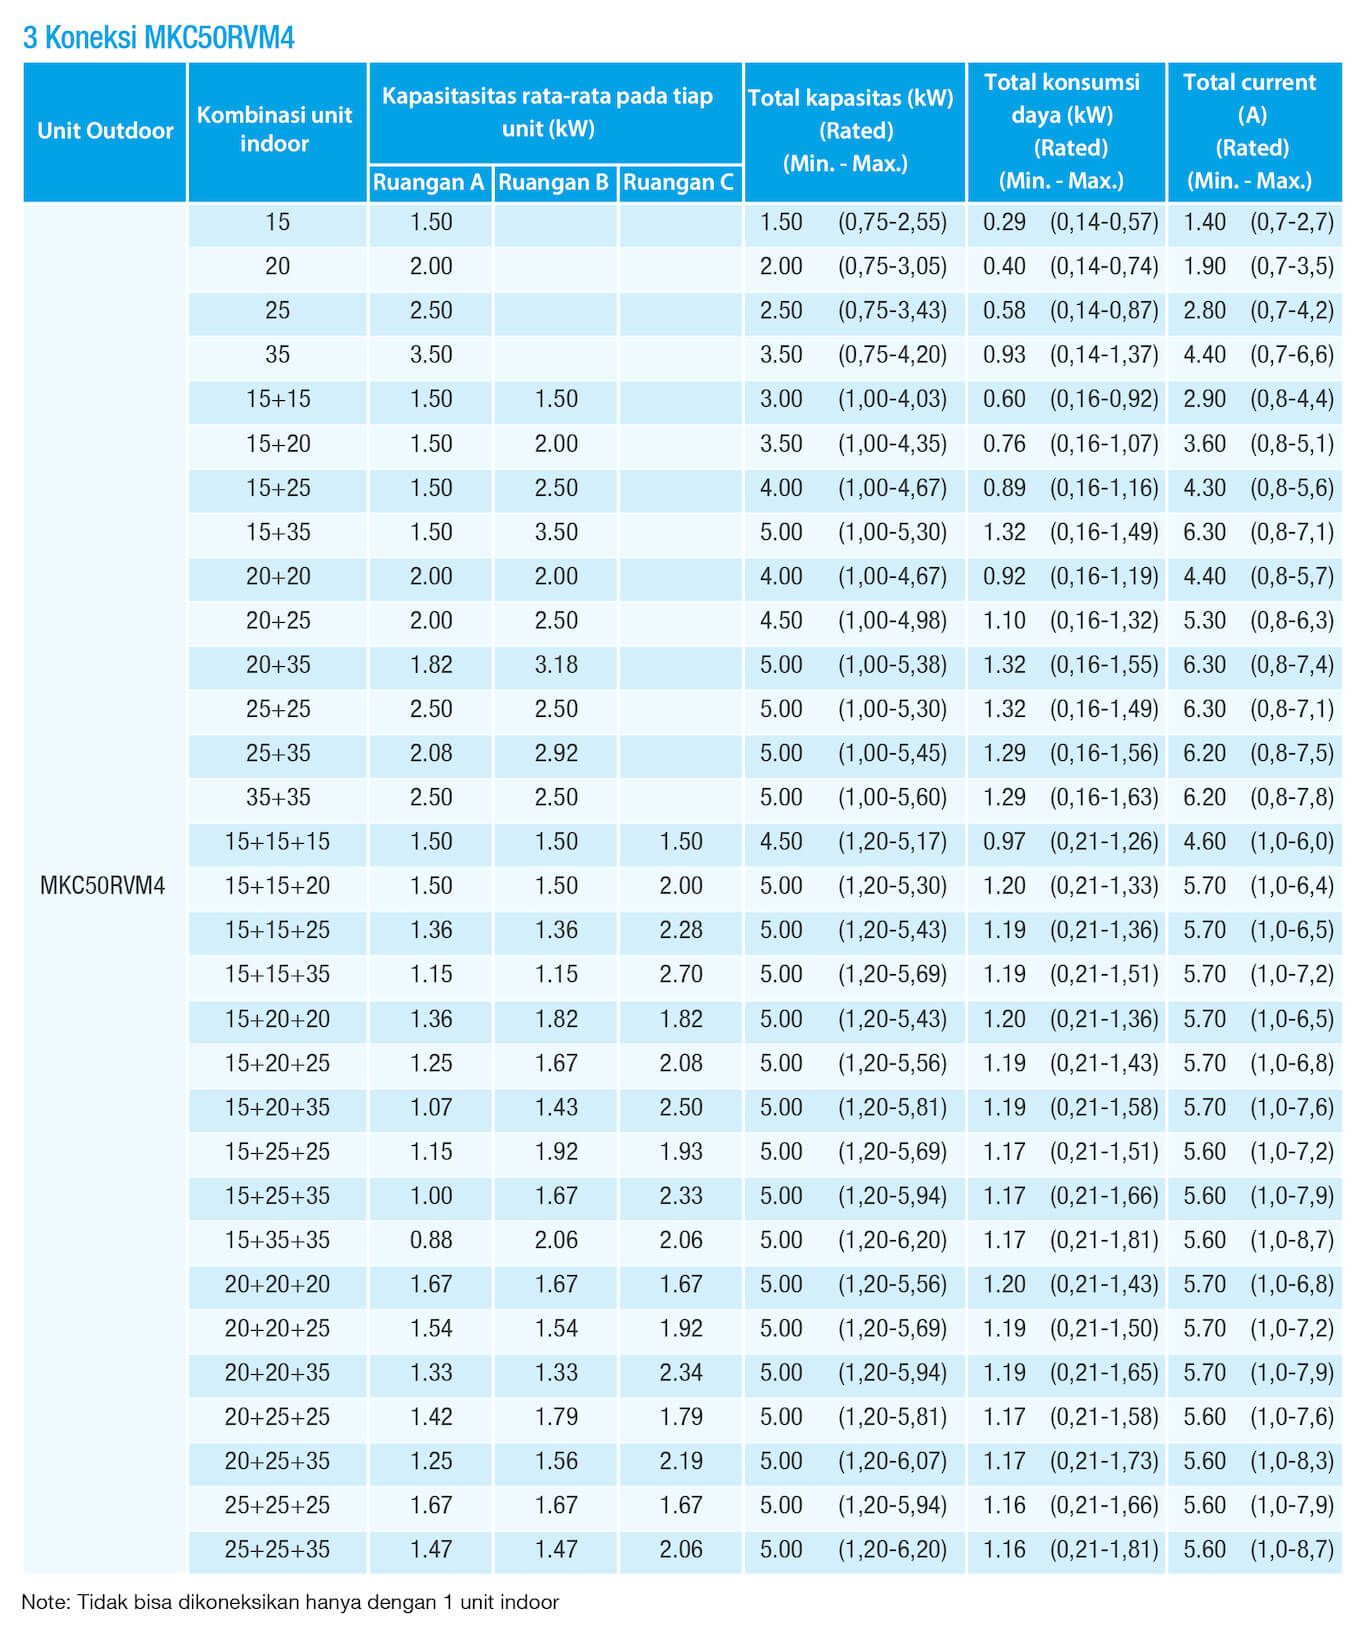 3 Koneksi MKC50RVM4
Unit Outdoor
Kombinasi unit
indoor
Kapasitasitas rata-rata pada tiap
unit (kW)
Ruangan A Ruangan B Ruangan C
Total kapasitas (kW)
(Rated)
(Min. - Max.)
Total konsumsi
daya (kW)
(Rated)
(Min. - Max.)
Total current
(A)
(Rated)
(Min. - Max.)
15 1.50 1.50 (0,75-2,55) 0.29 (0,14-0,57) 1.40 (0,7-2,7)
20 2.00 2.00 (0,75-3,05) 0.40 (0,14-0,74) 1.90 (0,7-3,5)
25 2.50 2.50 (0,75-3,43) 0.58 (0,14-0,87) 2.80 (0,7-4,2)
35 3.50 3.50 (0,75-4,20) 0.93 (0,14-1,37) 4.40 (0,7-6,6)
15+15 1.50 1.50 3.00 (1,00-4,03) 0.60 (0,16-0,92) 2.90 (0,8-4,4)
15+20 1.50 2.00 3.50 (1,00-4,35) 0.76 (0,16-1,07) 3.60 (0,8-5,1)
15+25 1.50 2.50 4.00 (1,00-4,67) 0.89 (0,16-1,16) 4.30 (0,8-5,6)
15+35 1.50 3.50 5.00 (1,00-5,30) 1.32 (0,16-1,49) 6.30 (0,8-7,1)
20+20 2.00 2.00 4.00 (1,00-4,67) 0.92 (0,16-1,19) 4.40 (0,8-5,7)
20+25 2.00 2.50 4.50 (1,00-4,98) 1.10 (0,16-1,32) 5.30 (0,8-6,3)
20+35 1.82 3.18 5.00 (1,00-5,38) 1.32 (0,16-1,55) 6.30 (0,8-7,4)
25+25 2.50 2.50 5.00 (1,00-5,30) 1.32 (0,16-1,49) 6.30 (0,8-7,1)
25+35 2.08 2.92 5.00 (1,00-5,45) 1.29 (0,16-1,56) 6.20 (0,8-7,5)
35+35 2.50 2.50 5.00 (1,00-5,60) 1.29 (0,16-1,63) 6.20 (0,8-7,8)
15+15+15 1.50 1.50 1.50 4.50 (1,20-5,17) 0.97 (0,21-1,26) 4.60 (1,0-6,0)
MKC50RVM4 15+15+20 1.50 1.50 2.00 5.00 (1,20-5,30) 1.20 (0,21-1,33) 5.70 (1,0-6,4)
15+15+25 1.36 1.36 2.28 5.00 (1,20-5,43) 1.19 (0,21-1,36) 5.70 (1,0-6,5)
15+15+35 1.15 1.15 2.70 5.00 (1,20-5,69) 1.19 (0,21-1,51) 5.70 (1,0-7,2)
15+20+20 1.36 1.82 1.82 5.00 (1,20-5,43) 1.20 (0,21-1,36) 5.70 (1,0-6,5)
15+20+25 1.25 1.67 2.08 5.00 (1,20-5,56) 1.19 (0,21-1,43) 5.70 (1,0-6,8)
15+20+35 1.07 1.43 2.50 5.00 (1,20-5,81) 1.19 (0,21-1,58) 5.70 (1,0-7,6)
15+25+25 1.15 1.92 1.93 5.00 (1,20-5,69) 1.17 (0,21-1,51) 5.60 (1,0-7,2)
15+25+35 1.00 1.67 2.33 5.00 (1,20-5,94) 1.17 (0,21-1,66) 5.60 (1,0-7,9)
15+35+35 0.88 2.06 2.06 5.00 (1,20-6,20) 1.17 (0,21-1,81) 5.60 (1,0-8,7)
20+20+20 1.67 1.67 1.67 5.00 (1,20-5,56) 1.20 (0,21-1,43) 5.70 (1,0-6,8)
20+20+25 1.54 1.54 1.92 5.00 (1,20-5,69) 1.19 (0,21-1,50) 5.70 (1,0-7,2)
20+20+35 1.33 1.33 2.34 5.00 (1,20-5,94) 1.19 (0,21-1,65) 5.70 (1,0-7,9)
20+25+25 1.42 1.79 1.79 5.00 (1,20-5,81) 1.17 (0,21-1,58) 5.60 (1,0-7,6)
20+25+35 1.25 1.56 2.19 5.00 (1,20-6,07) 1.17 (0,21-1,73) 5.60 (1,0-8,3)
25+25+25 1.67 1.67 1.67 5.00 (1,20-5,94) 1.16 (0,21-1,66) 5.60 (1,0-7,9)
25+25+35 1.47 1.47 2.06 5.00 (1,20-6,20) 1.16 (0,21-1,81) 5.60 (1,0-8,7)
Note: Tidak bisa dikoneksikan hanya dengan 1 unit indoor